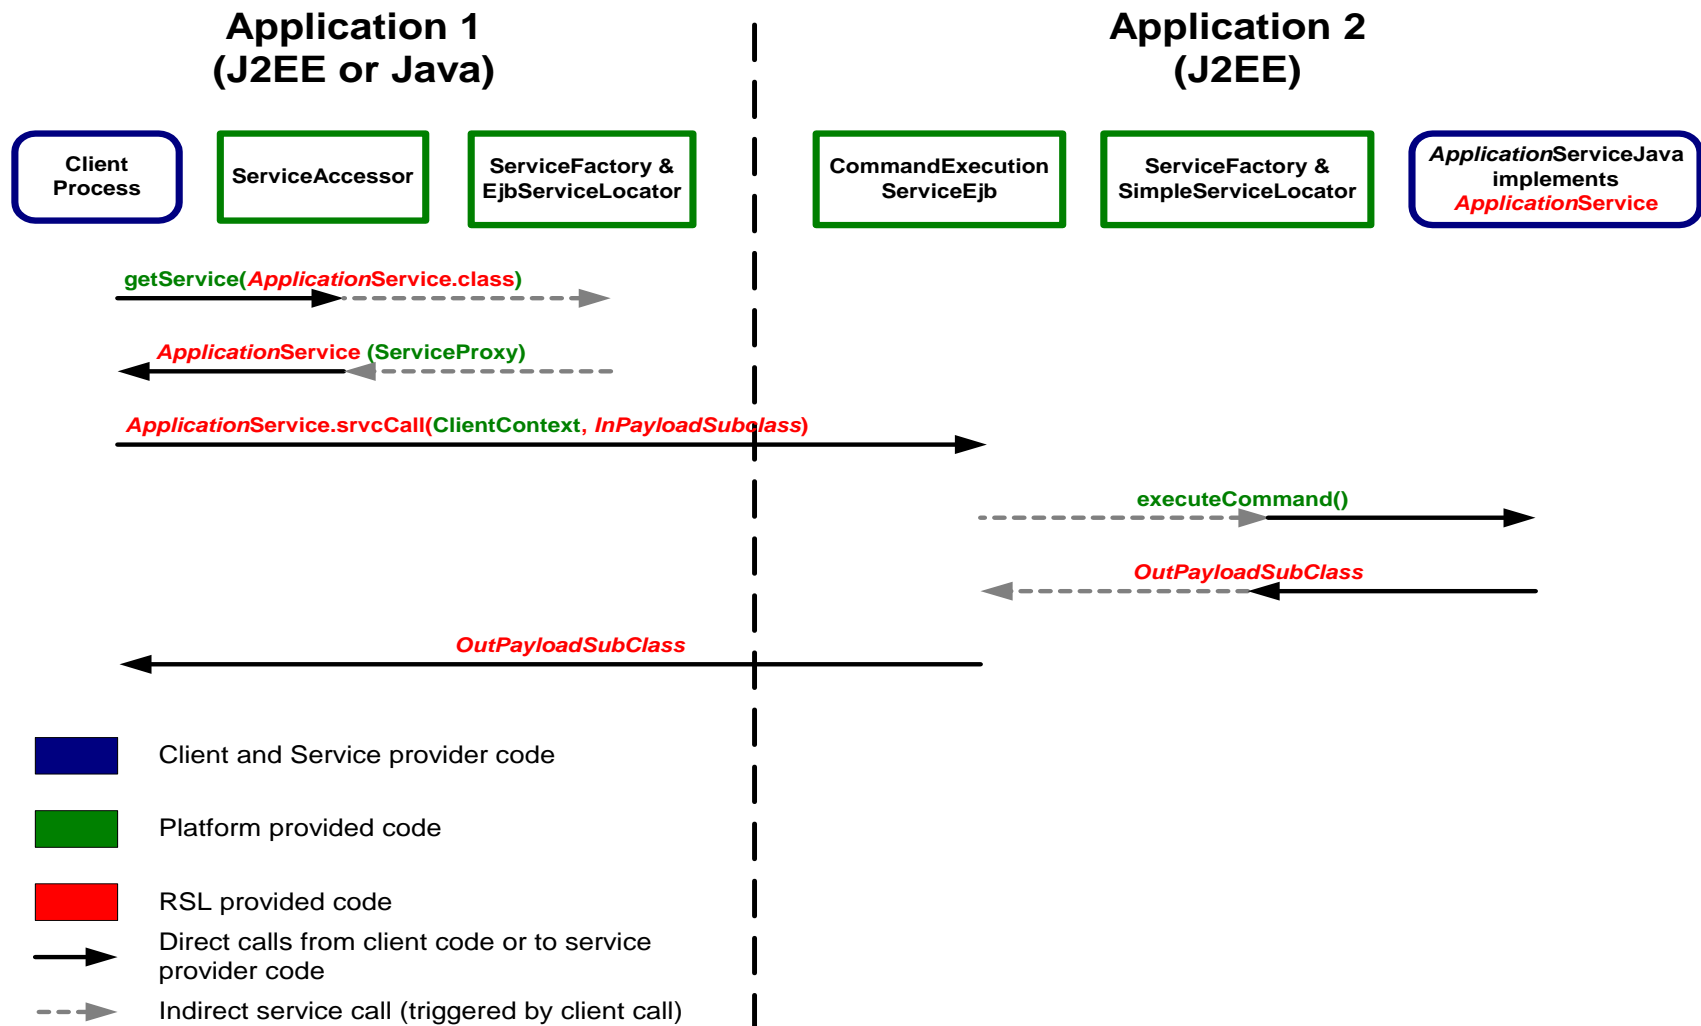 Application 1
(J2EE or Java)
Application 2
(J2EE)
Client
Process
ServiceAccessor
ServiceFactory &
EjbServiceLocator
CommandExecution
ServiceEjb
ServiceFactory &
SimpleServiceLocator
ApplicationServiceJava
implements
ApplicationService
getService(ApplicationService.class)
ApplicationService (ServiceProxy)
ApplicationService.srvcCall(ClientContext, InPayloadSubclass)
executeCommand()
OutPayloadSubClass
OutPayloadSubClass
Client and Service provider code
Platform provided code
RSL provided code
Direct calls from client code or to service
provider code
Indirect service call (triggered by client call)